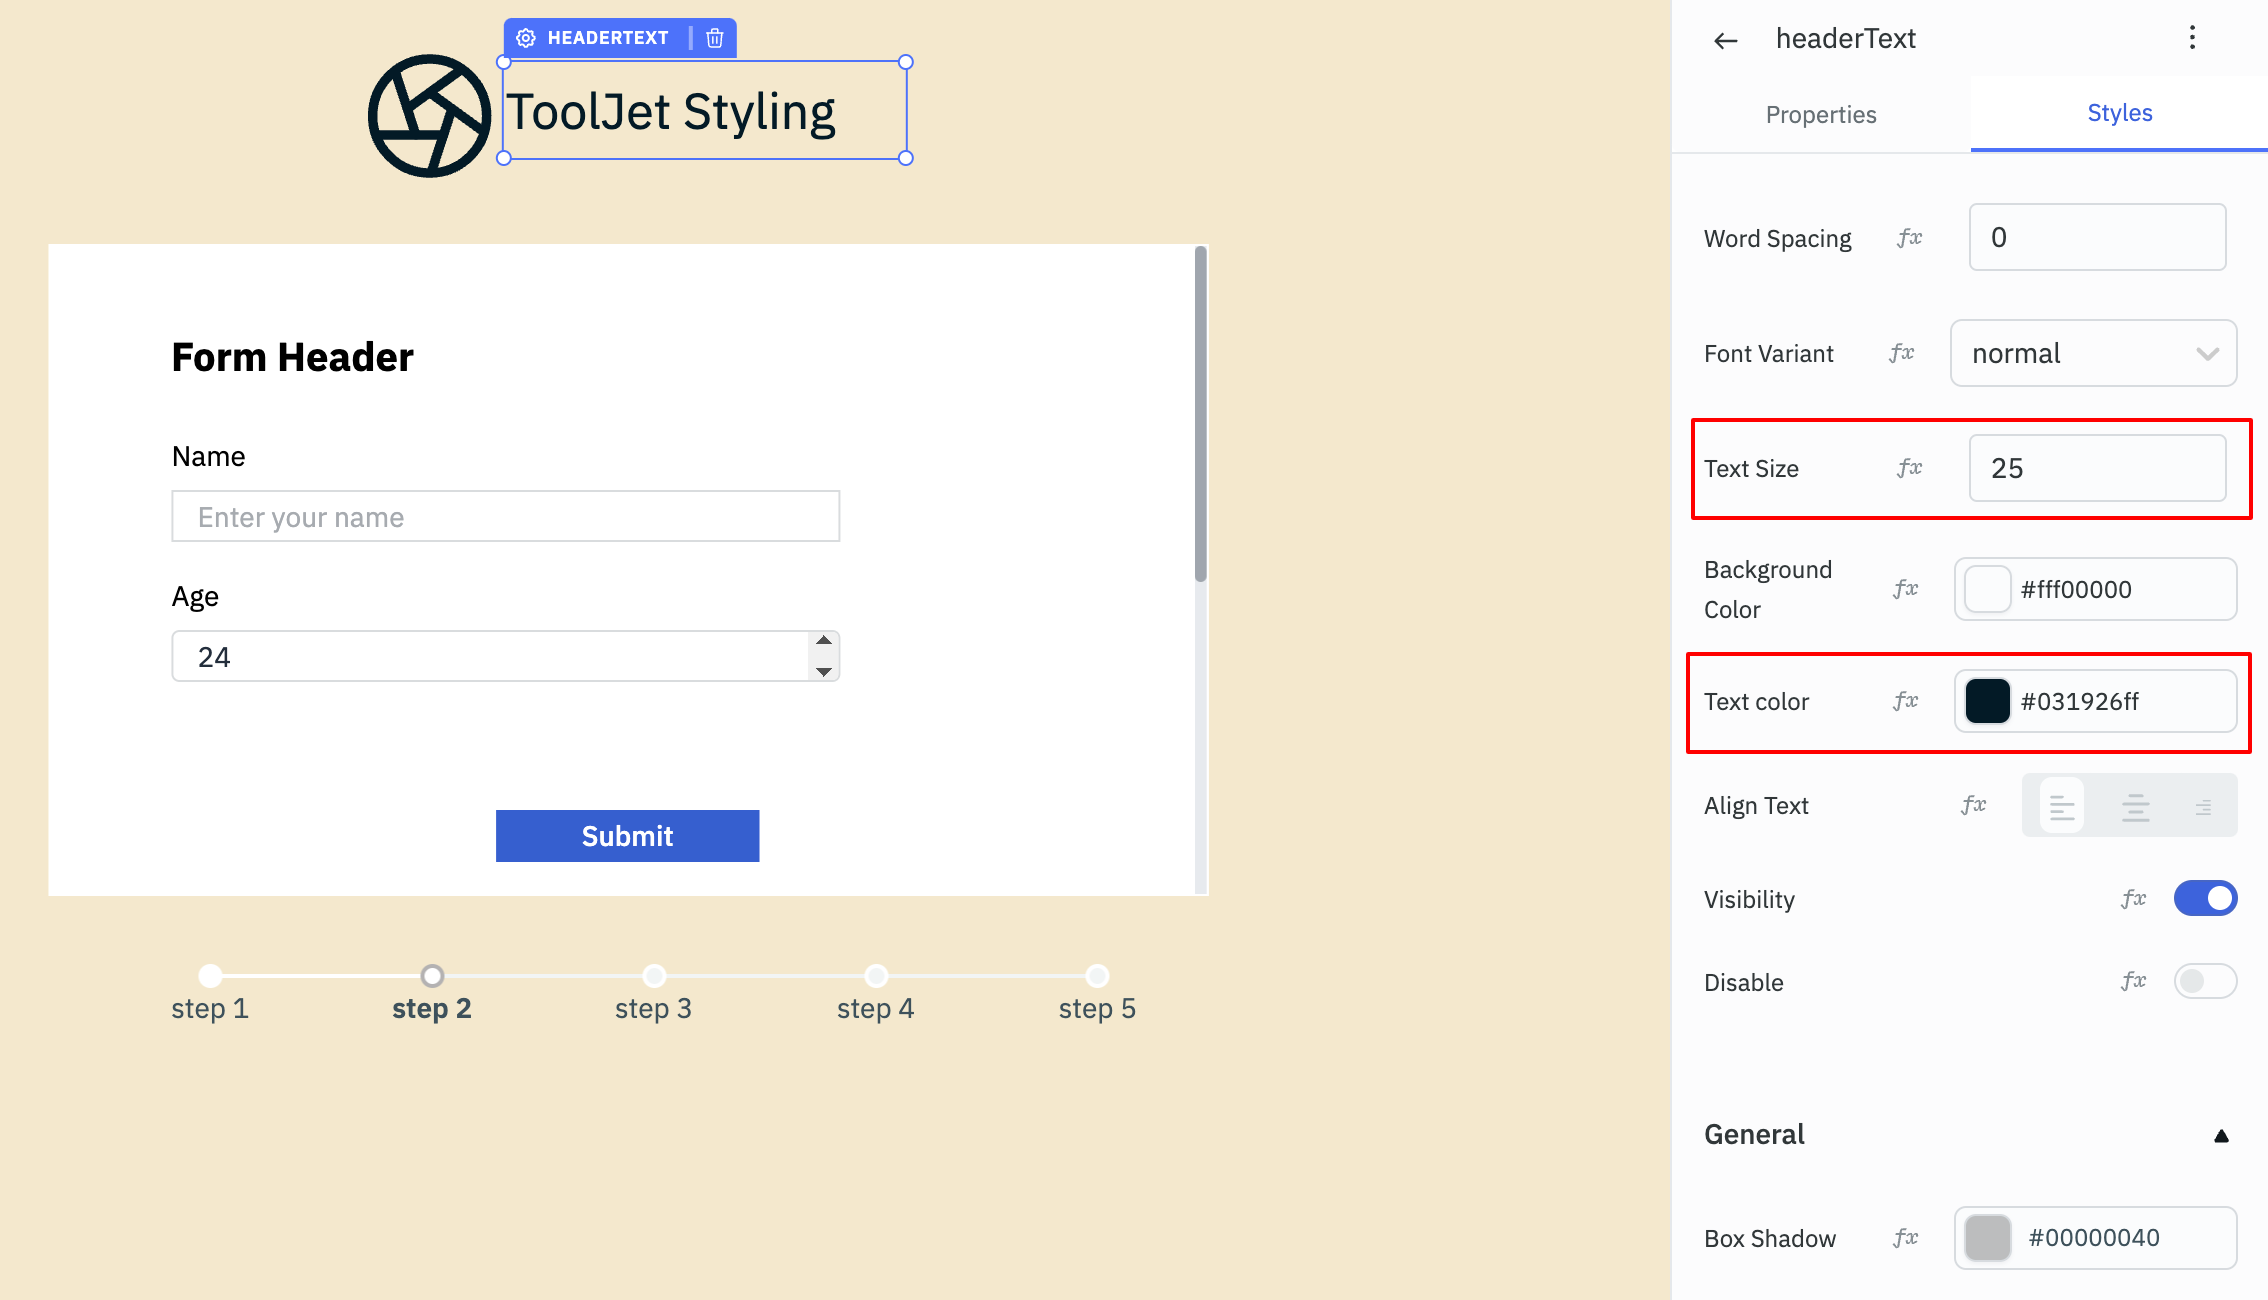 HEADERTEXT
ToolJet Styling
Form Header
Name
Enter your name
Age
24
Submit
step 1
step 2
step 3
step 4
step 5
headerText
Properties
Styles
Word Spacing fx 0
Font Variant fx normal
Text Size fx 25
Background
Color fx #fff00000
Text color fx #031926ff
Align Text fx
Visibility fx
Disable fx
General
Box Shadow fx #00000040